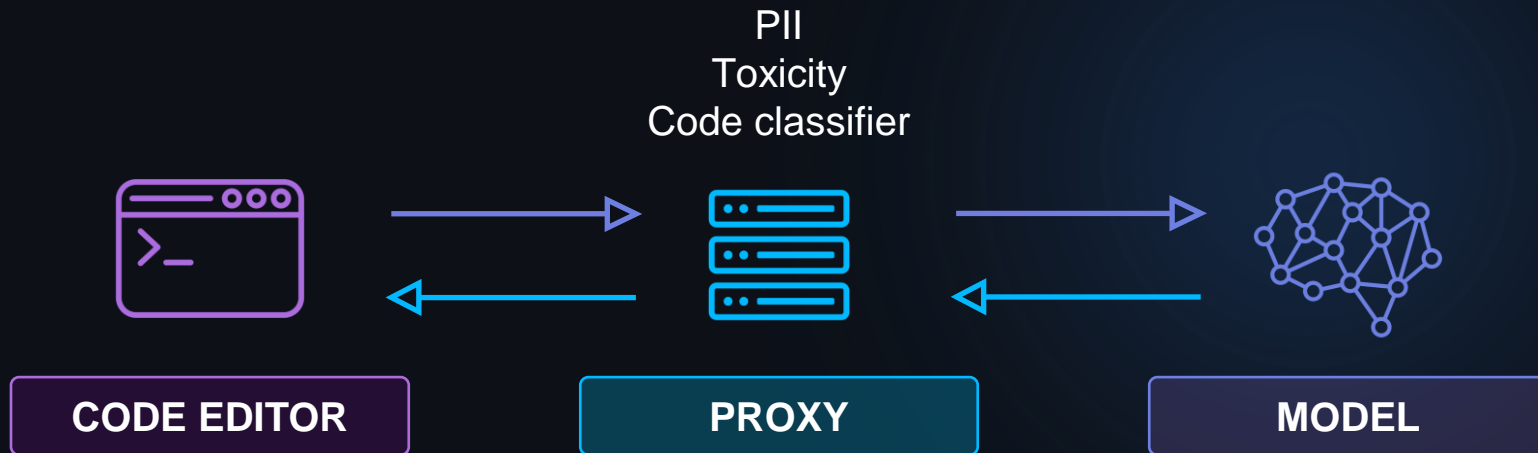 PII
Toxicity
Code classifier
CODE EDITOR
PROXY
MODEL